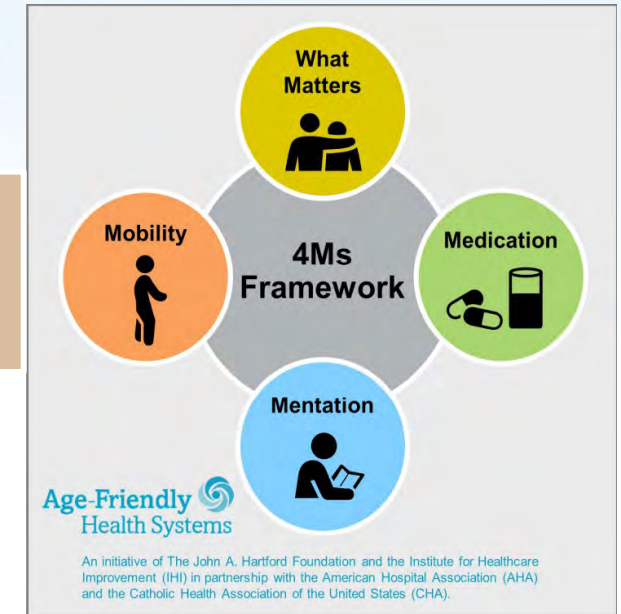 What
Matters
Mobility
4Ms
Framework
Medication
Mentation
Age-Friendly
Health Systems
An initiative of The John A. Hartford Foundation and the Institute for Healthcare
Improvement (IHI) in partnership with the American Hospital Association (AHA)
and the Catholic Health Association of the United States (CHA).